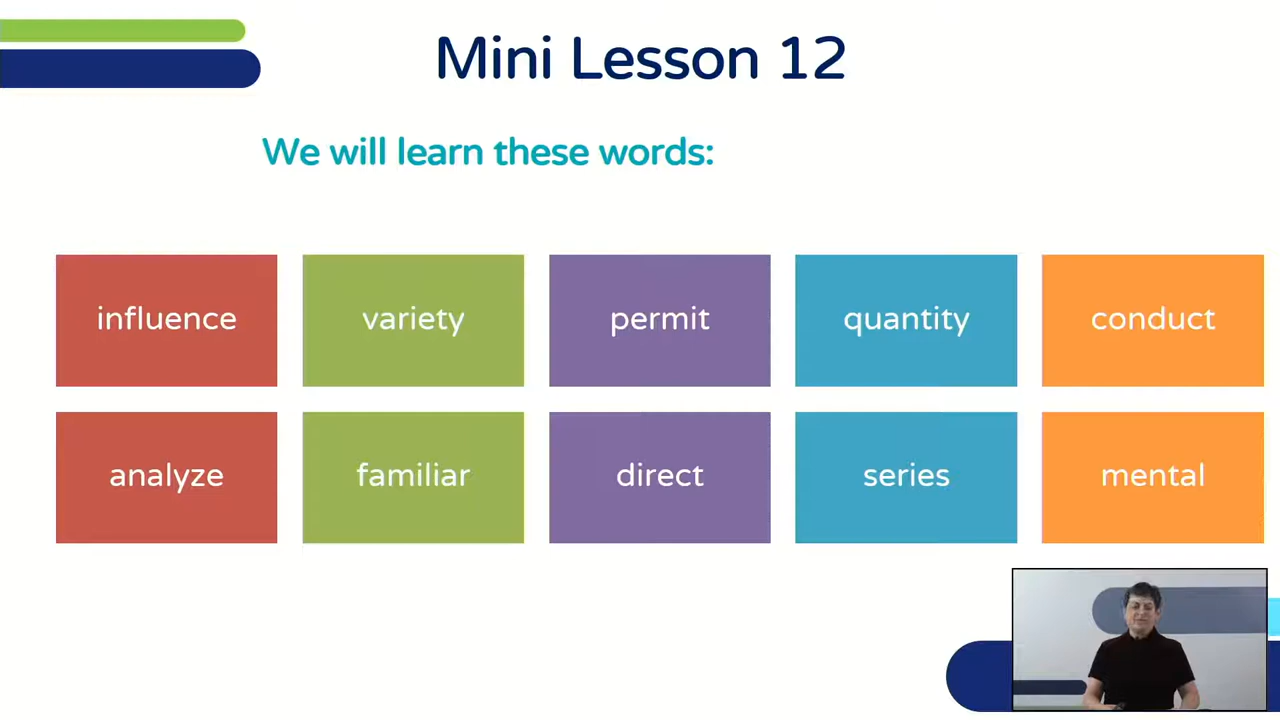 Mini Lesson 12
We will learn these words:
influence variety permit quantity conduct
analyze familiar direct series mental